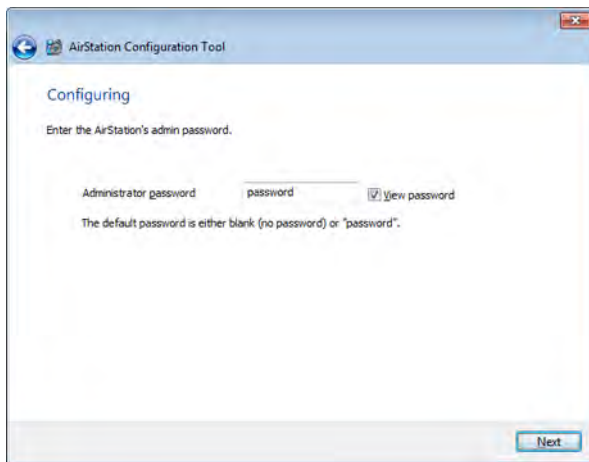 AirStation Configuration Tool
Configuring
Enter the AirStation's admin password.
Administrator password password View password
The default password is either blank (no password) or "password".
Next